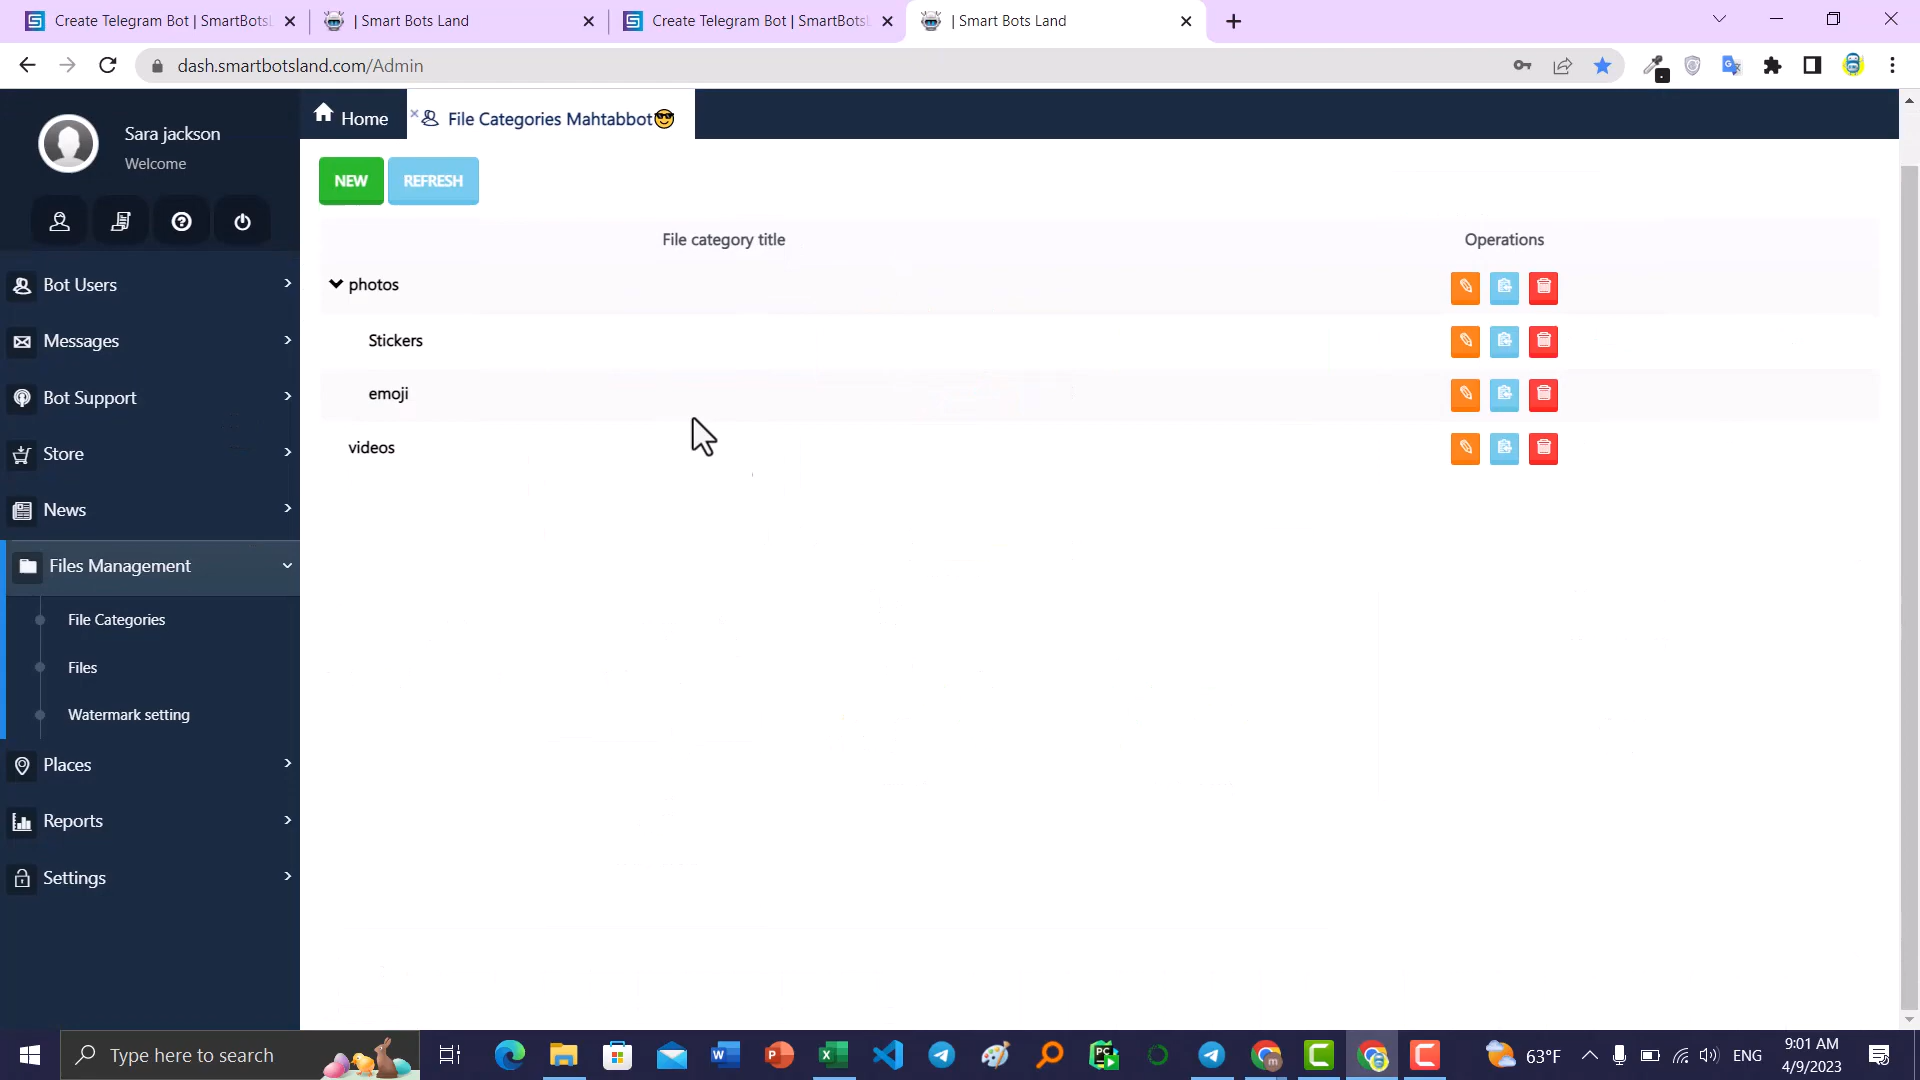 Create Telegram Bot | SmartBotsL
| Smart Bots Land
Create Telegram Bot | SmartBotsL
| Smart Bots Land
dash.smartbotsland.com/Admin
Sara jackson
Welcome
Home
File Categories Mahtabbot😎
NEW
REFRESH
File category title
Operations
photos
Stickers
emoji
videos
Bot Users
Messages
Bot Support
Store
News
Files Management
File Categories
Files
Watermark setting
Places
Reports
Settings
Type here to search
63°F
ENG
9:01 AM
4/9/2023